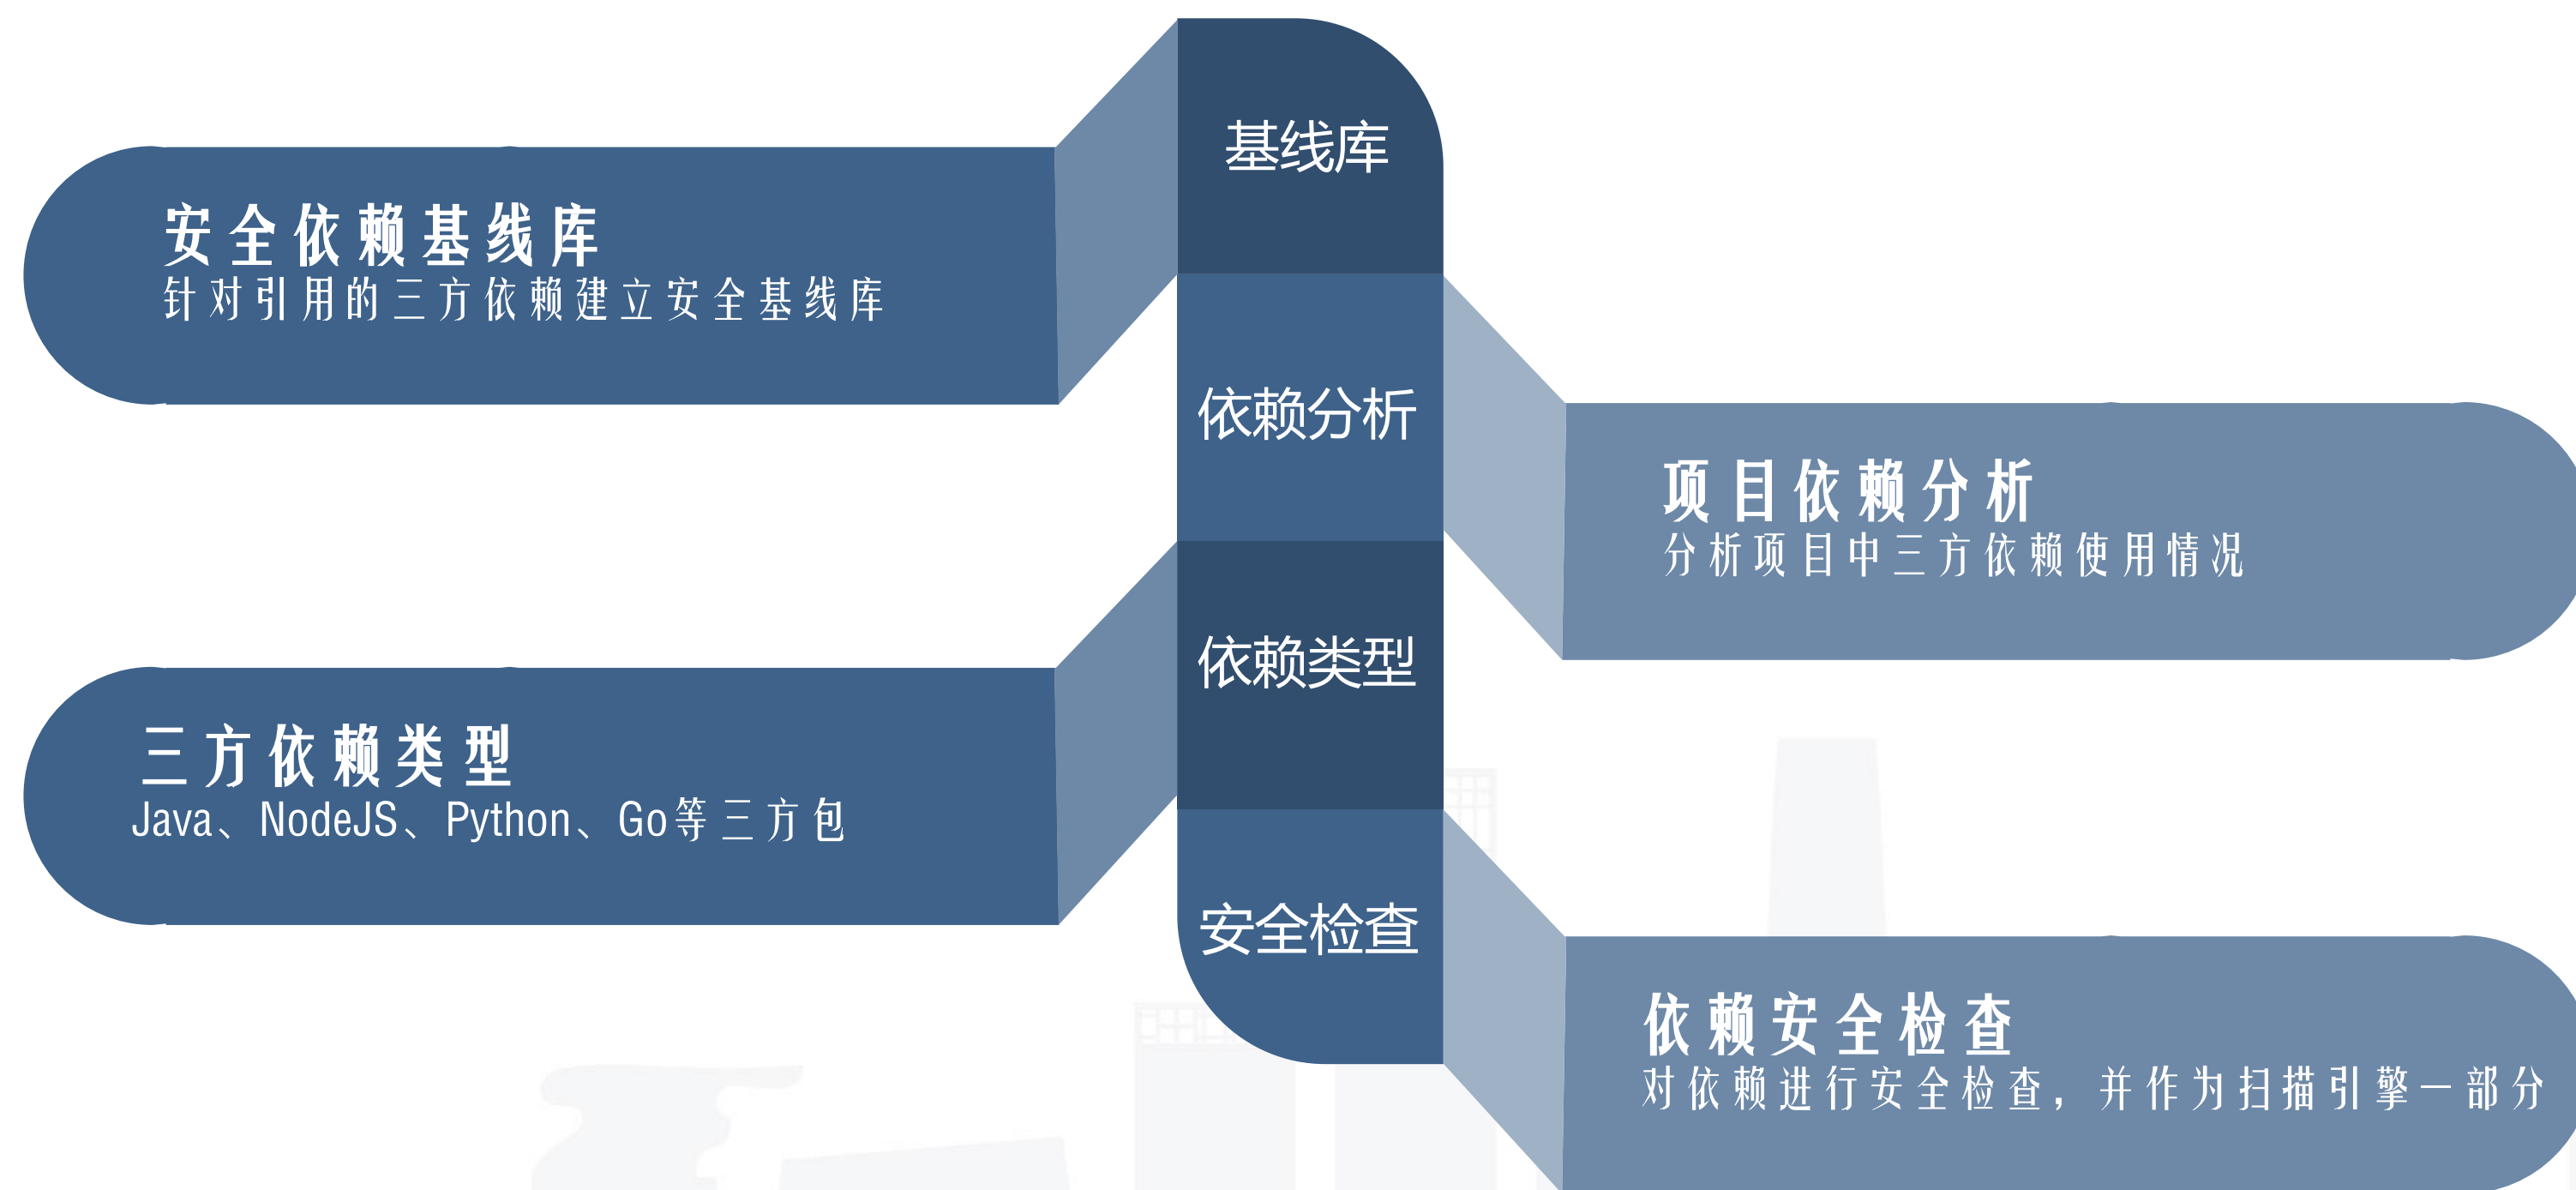 基线库
安全依赖基线库
针对引用的三方依赖建立安全基线库
依赖分析
项目依赖分析
分析项目中三方依赖使用情况
依赖类型
三方依赖类型
Java、NodeJS、Python、Go等三方包
安全检查
依赖安全检查
对依赖进行安全检查，并作为扫描引擎一部分